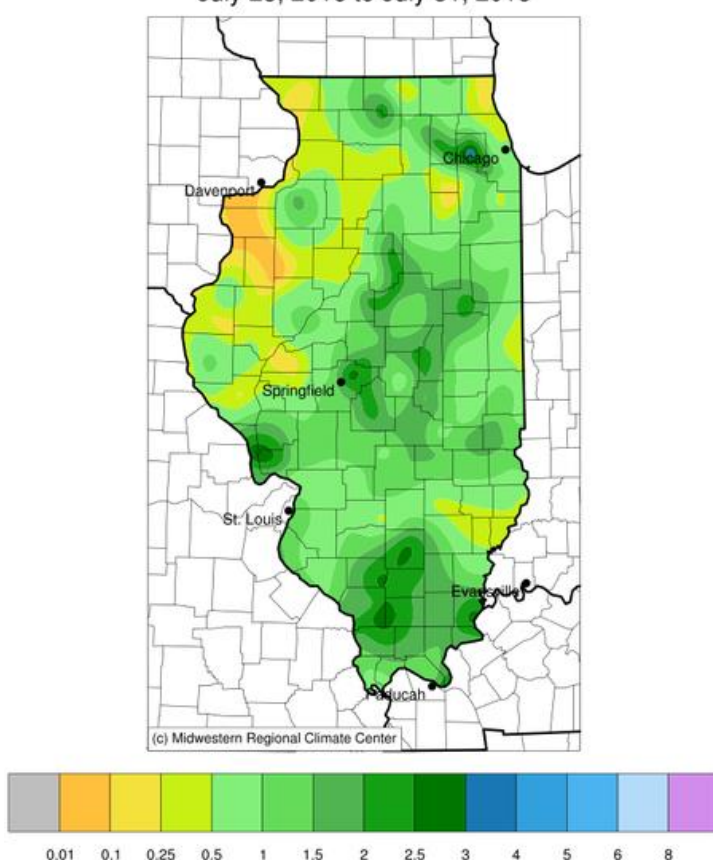 Chicago
Davenport
Springfield
St. Louis
Evansville
Paducah
(c) Midwestern Regional Climate Center
0.01 0.1 0.25 0.5 1 1.5 2 2.5 3 4 5 6 8